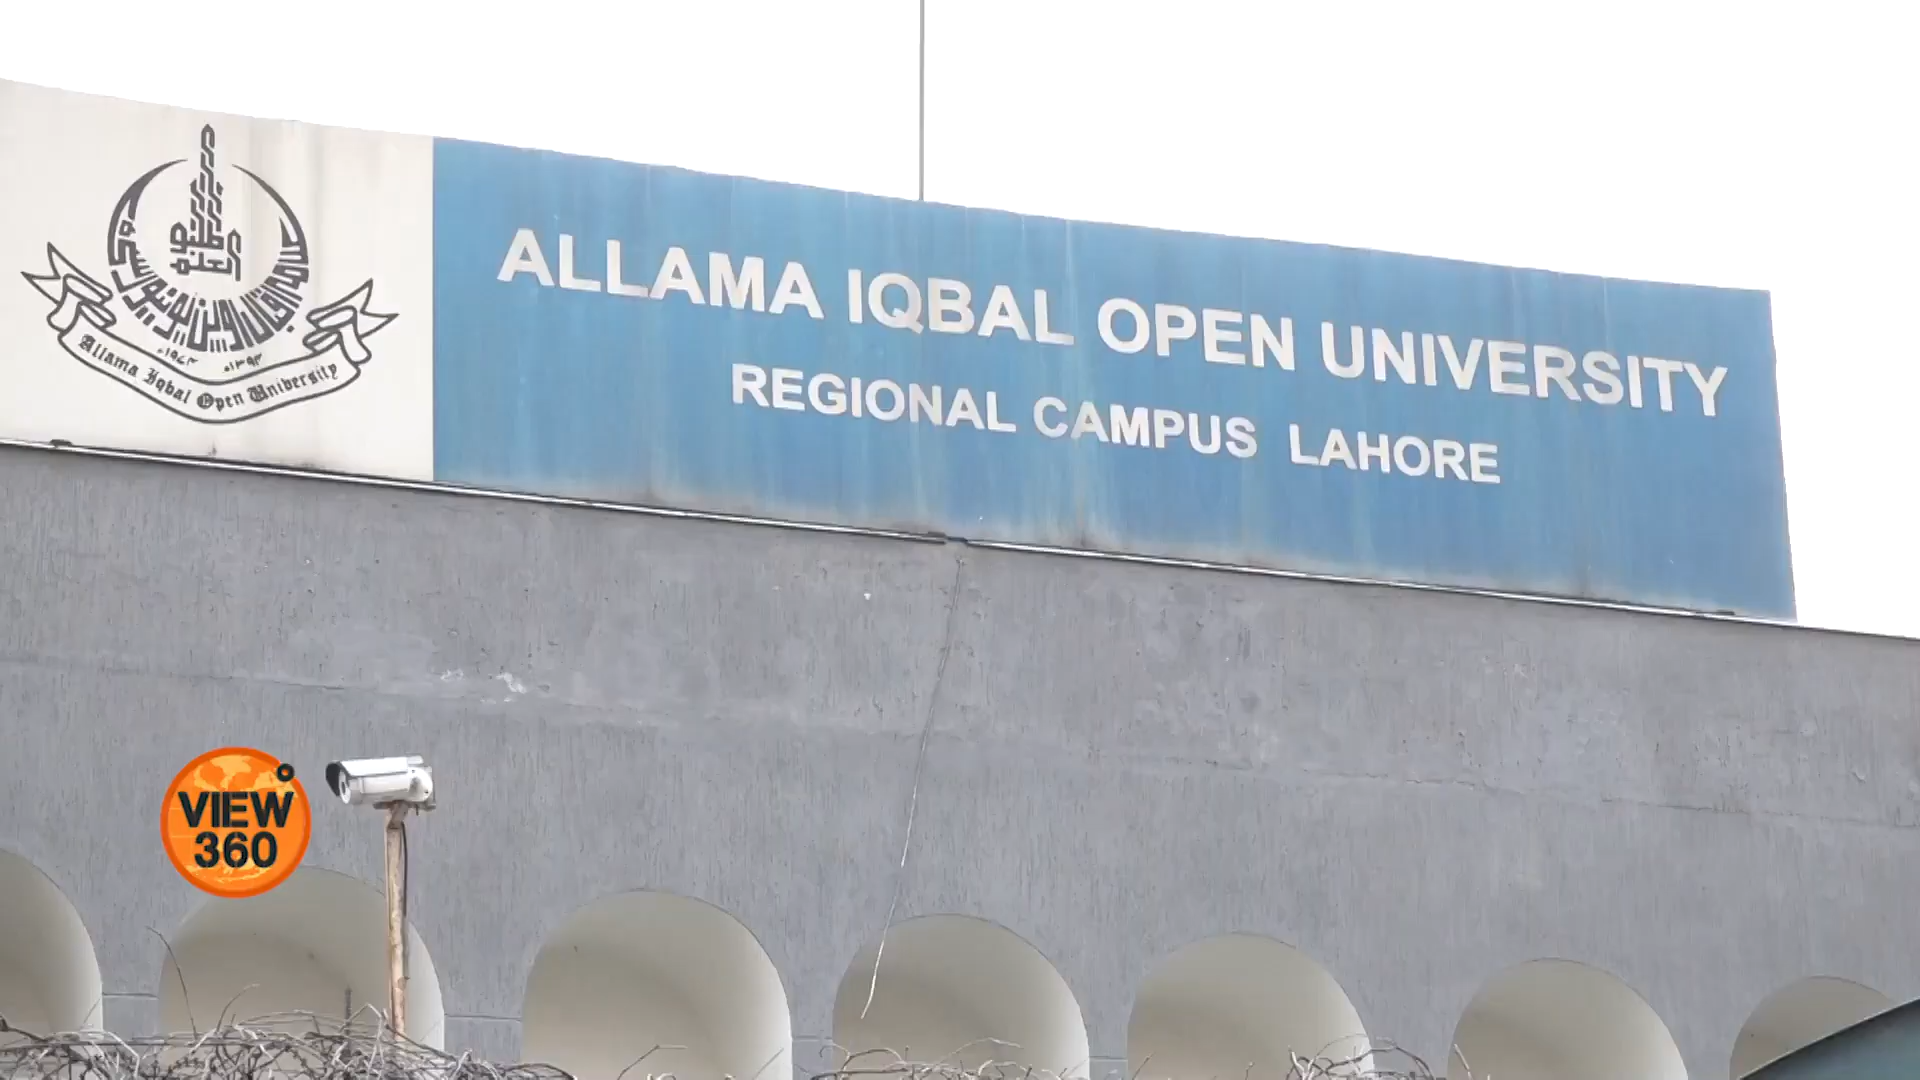 ALLAMA IQBAL OPEN UNIVERSITY
REGIONAL CAMPUS LAHORE
Allama Iqbal Open University
VIEW
360°